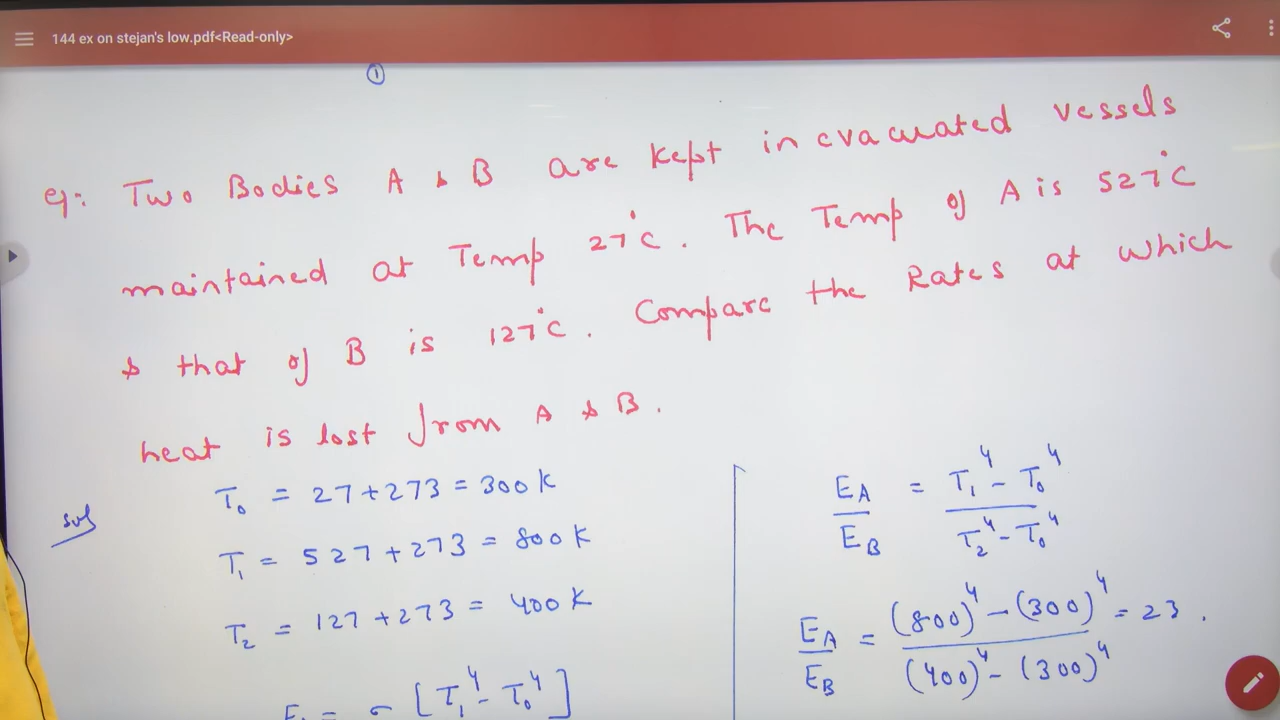 144 ex on stejan's low.pdf<Read-only>
①
eg: Two Bodies A & B are kept in evacuated vessels
maintained at Temp 27°C. The Temp of A is 527°C
& that of B is 127°C. Compare the Rates at which
heat is lost from A & B.
Sol
T₀ = 27+273 = 300 K
T₁ = 527+273 = 800 K
T₂ = 127+273 = 400 K
σ [T₁⁴ - T₀⁴]
E_A/E_B = (T₁⁴ - T₀⁴)/(T₂⁴ - T₀⁴)
E_A/E_B = ((800)⁴ - (300)⁴)/((400)⁴ - (300)⁴) = 23.